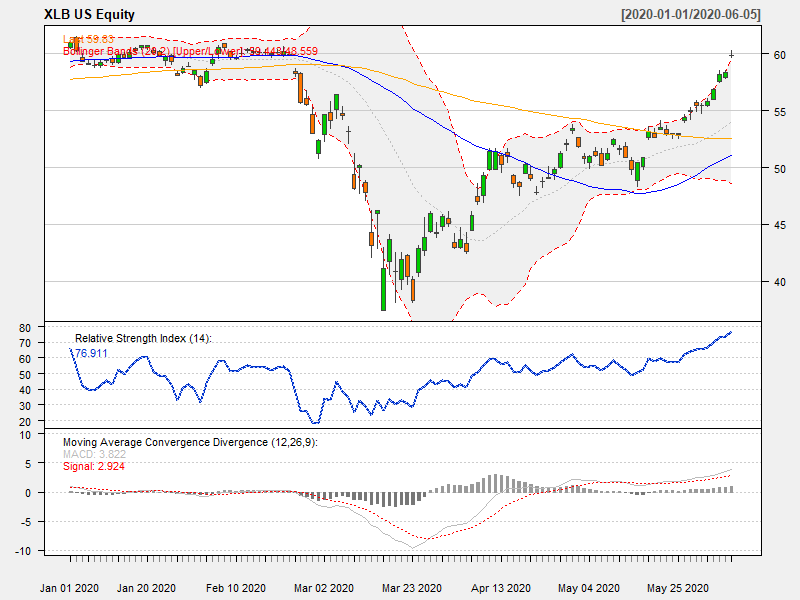 XLB US Equity [2020-01-01/2020-06-05]
Last 59.83
Bollinger Bands (20,2) [Upper/Lower]: 59.448/48.559
60
55
50
45
40
Relative Strength Index (14):
76.911
80
70
60
50
40
30
20
Moving Average Convergence Divergence (12,26,9):
MACD: 3.822
Signal: 2.924
10
5
0
-5
-10
Jan 01 2020 Jan 20 2020 Feb 10 2020 Mar 02 2020 Mar 23 2020 Apr 13 2020 May 04 2020 May 25 2020